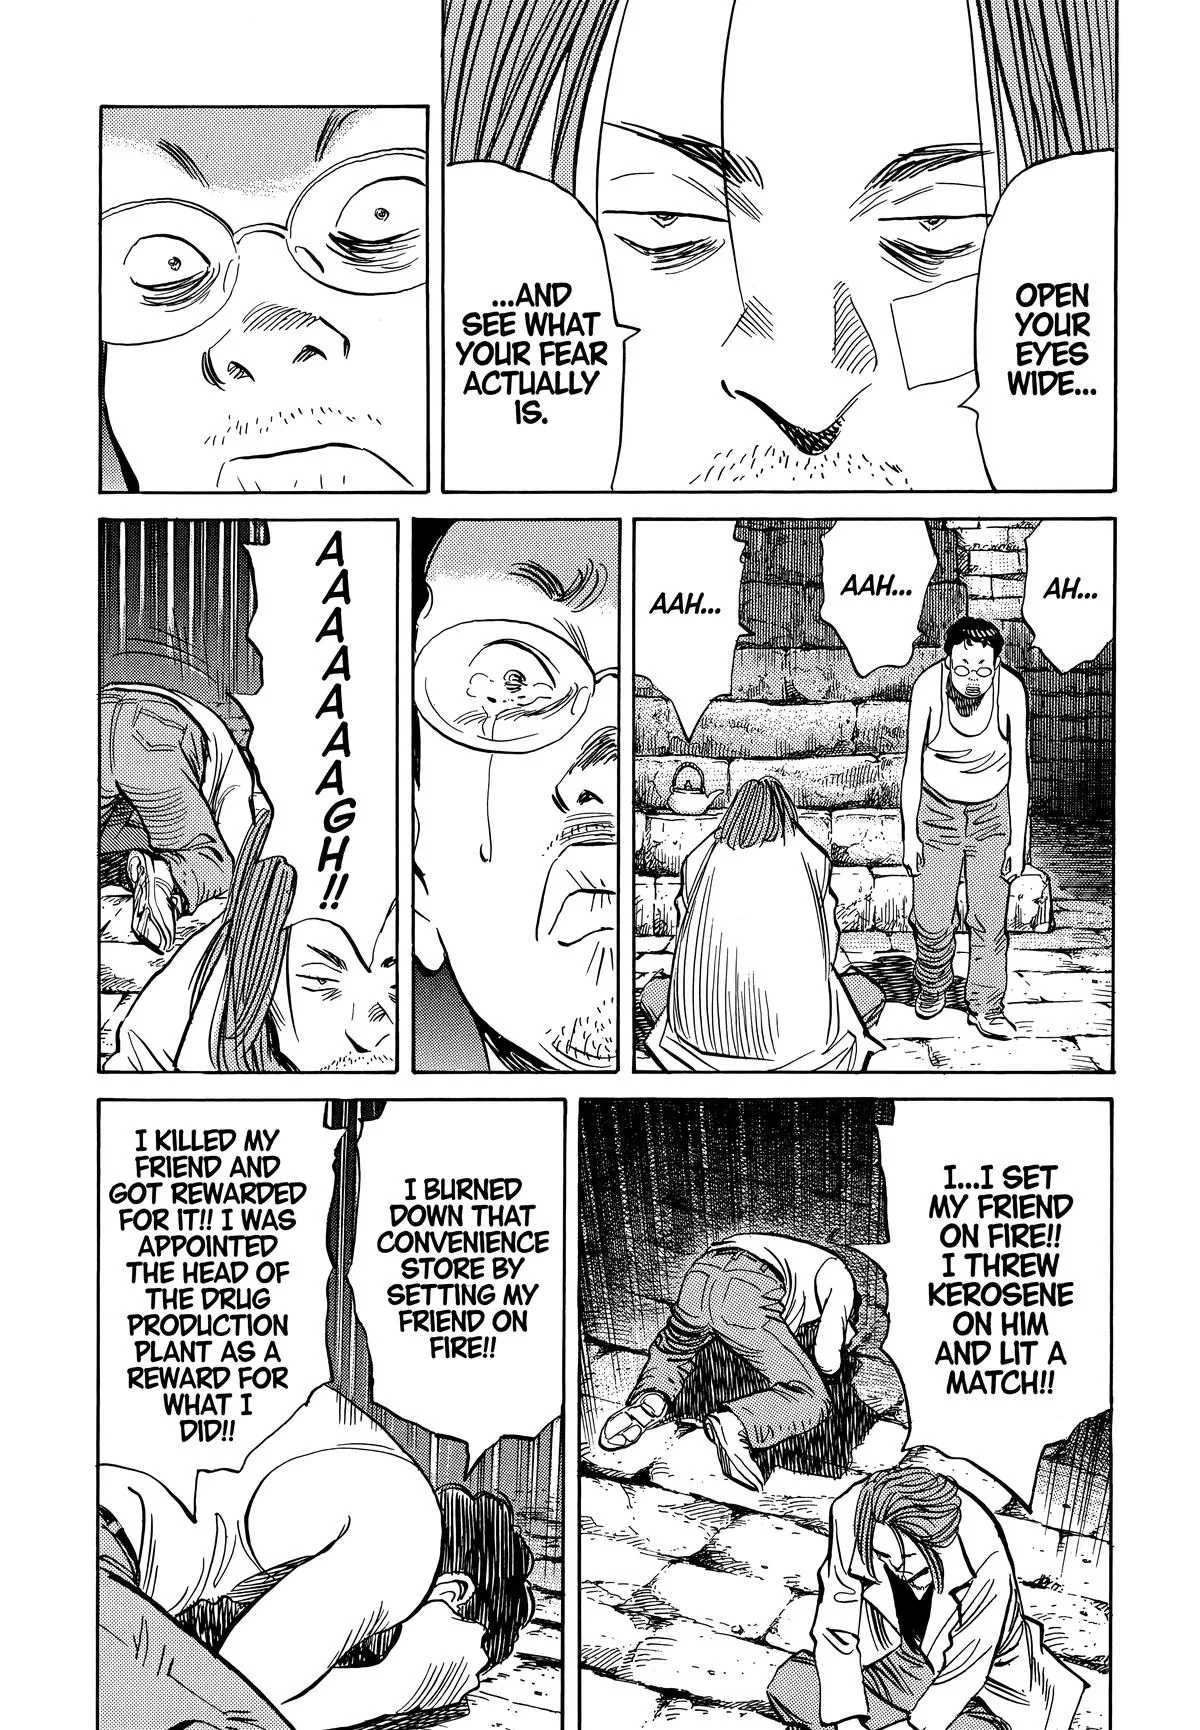 OPEN
YOUR
EYES
WIDE...
...AND
SEE WHAT
YOUR FEAR
ACTUALLY
IS.
AH...
AAH...
AAH...
AAAAAAAGH!!
I...I SET
MY FRIEND
ON FIRE!!
I THREW
KEROSENE
ON HIM
AND LIT A
MATCH!!
I BURNED
DOWN THAT
CONVENIENCE
STORE BY
SETTING MY
FRIEND ON
FIRE!!
I KILLED MY
FRIEND AND
GOT REWARDED
FOR IT!! I WAS
APPOINTED
THE HEAD OF
THE DRUG
PRODUCTION
PLANT AS A
REWARD FOR
WHAT I
DID!!